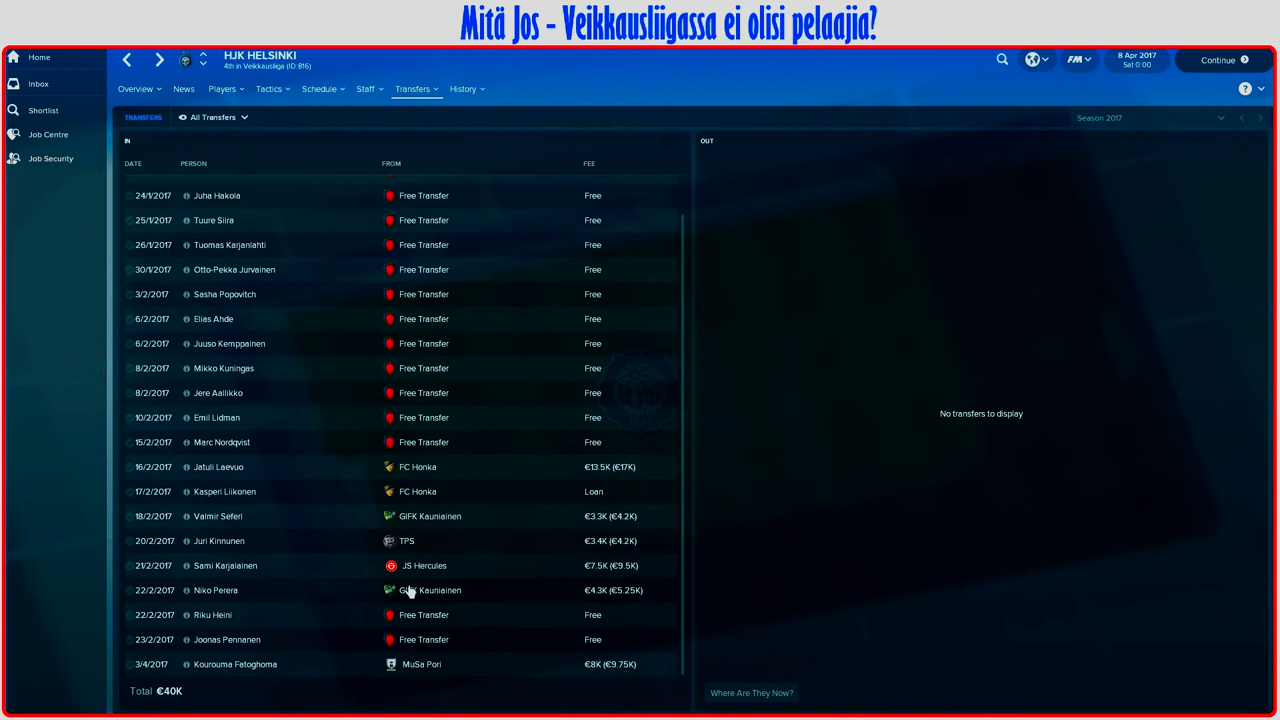 Mitä Jos - Veikkausliigassa ei olisi pelaajia?
Home
Inbox
Shortlist
Job Centre
Job Security
HJK HELSINKI
4th in Veikkausliiga (ID:816)
FM
8 Apr 2017
Sat 0:00
Continue
Overview News Players Tactics Schedule Staff Transfers History
?
TRANSFERS All Transfers Season 2017
IN
OUT
DATE PERSON FROM FEE
24/1/2017 Juha Hakola Free Transfer Free
25/1/2017 Tuure Siira Free Transfer Free
26/1/2017 Tuomas Karjanlahti Free Transfer Free
30/1/2017 Otto-Pekka Jurvainen Free Transfer Free
3/2/2017 Sasha Popovitch Free Transfer Free
6/2/2017 Elias Ahde Free Transfer Free
6/2/2017 Juuso Kemppainen Free Transfer Free
8/2/2017 Mikko Kuningas Free Transfer Free
8/2/2017 Jere Aallikko Free Transfer Free
10/2/2017 Emil Lidman Free Transfer Free
15/2/2017 Marc Nordqvist Free Transfer Free
16/2/2017 Jatuli Laevuo FC Honka €13.5K (€17K)
17/2/2017 Kasperi Liikonen FC Honka Loan
18/2/2017 Valmir Seferi GIFK Kauniainen €3.3K (€4.2K)
20/2/2017 Juri Kinnunen TPS €3.4K (€4.2K)
21/2/2017 Sami Karjalainen JS Hercules €7.5K (€9.5K)
22/2/2017 Niko Perera Kauniainen €4.3K (€5.25K)
22/2/2017 Riku Heini Free Transfer Free
23/2/2017 Joonas Pennanen Free Transfer Free
3/4/2017 Kourouma Fatoghoma MuSa Pori €8K (€9.75K)
Total €40K
No transfers to display
Where Are They Now?